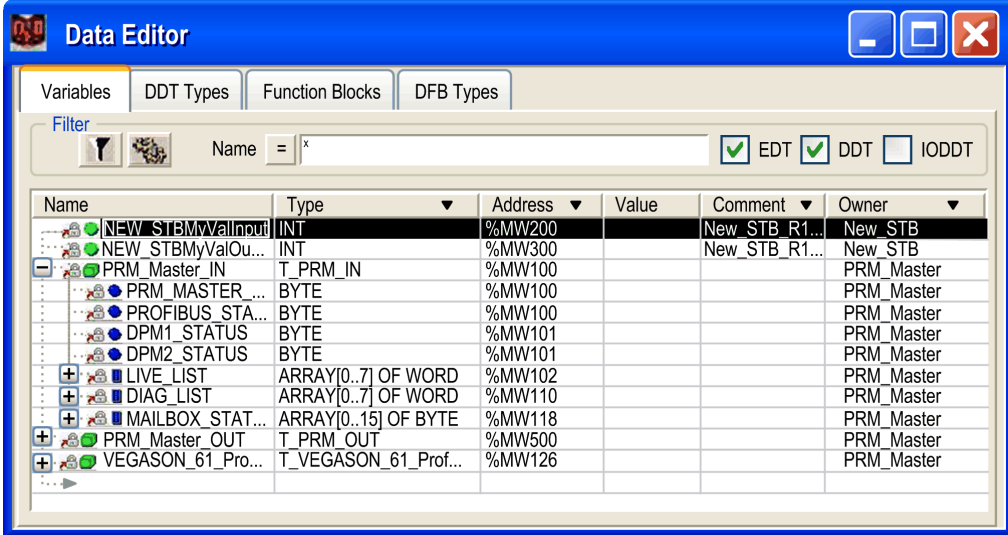 Data Editor
Variables DDT Types Function Blocks DFB Types
Filter
Name = x EDT DDT IODDT
Name Type Address Value Comment Owner
NEW_STBMyValInput INT %MW200 New_STB_R1... New_STB
NEW_STBMyValOu... INT %MW300 New_STB_R1... New_STB
PRM_Master_IN T_PRM_IN %MW100 PRM_Master
PRM_MASTER_... BYTE %MW100 PRM_Master
PROFIBUS_STA... BYTE %MW100 PRM_Master
DPM1_STATUS BYTE %MW101 PRM_Master
DPM2_STATUS BYTE %MW101 PRM_Master
LIVE_LIST ARRAY[0..7] OF WORD %MW102 PRM_Master
DIAG_LIST ARRAY[0..7] OF WORD %MW110 PRM_Master
MAILBOX_STAT... ARRAY[0..15] OF BYTE %MW118 PRM_Master
PRM_Master_OUT T_PRM_OUT %MW500 PRM_Master
VEGASON_61_Pro... T_VEGASON_61_Prof... %MW126 PRM_Master